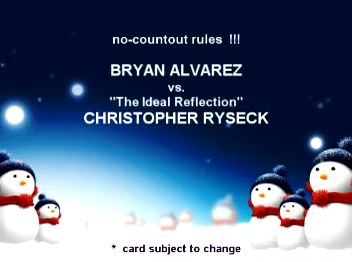 no-countout rules  !!!
BRYAN ALVAREZ
vs.
"The Ideal Reflection"
CHRISTOPHER RYSECK
*  card subject to change